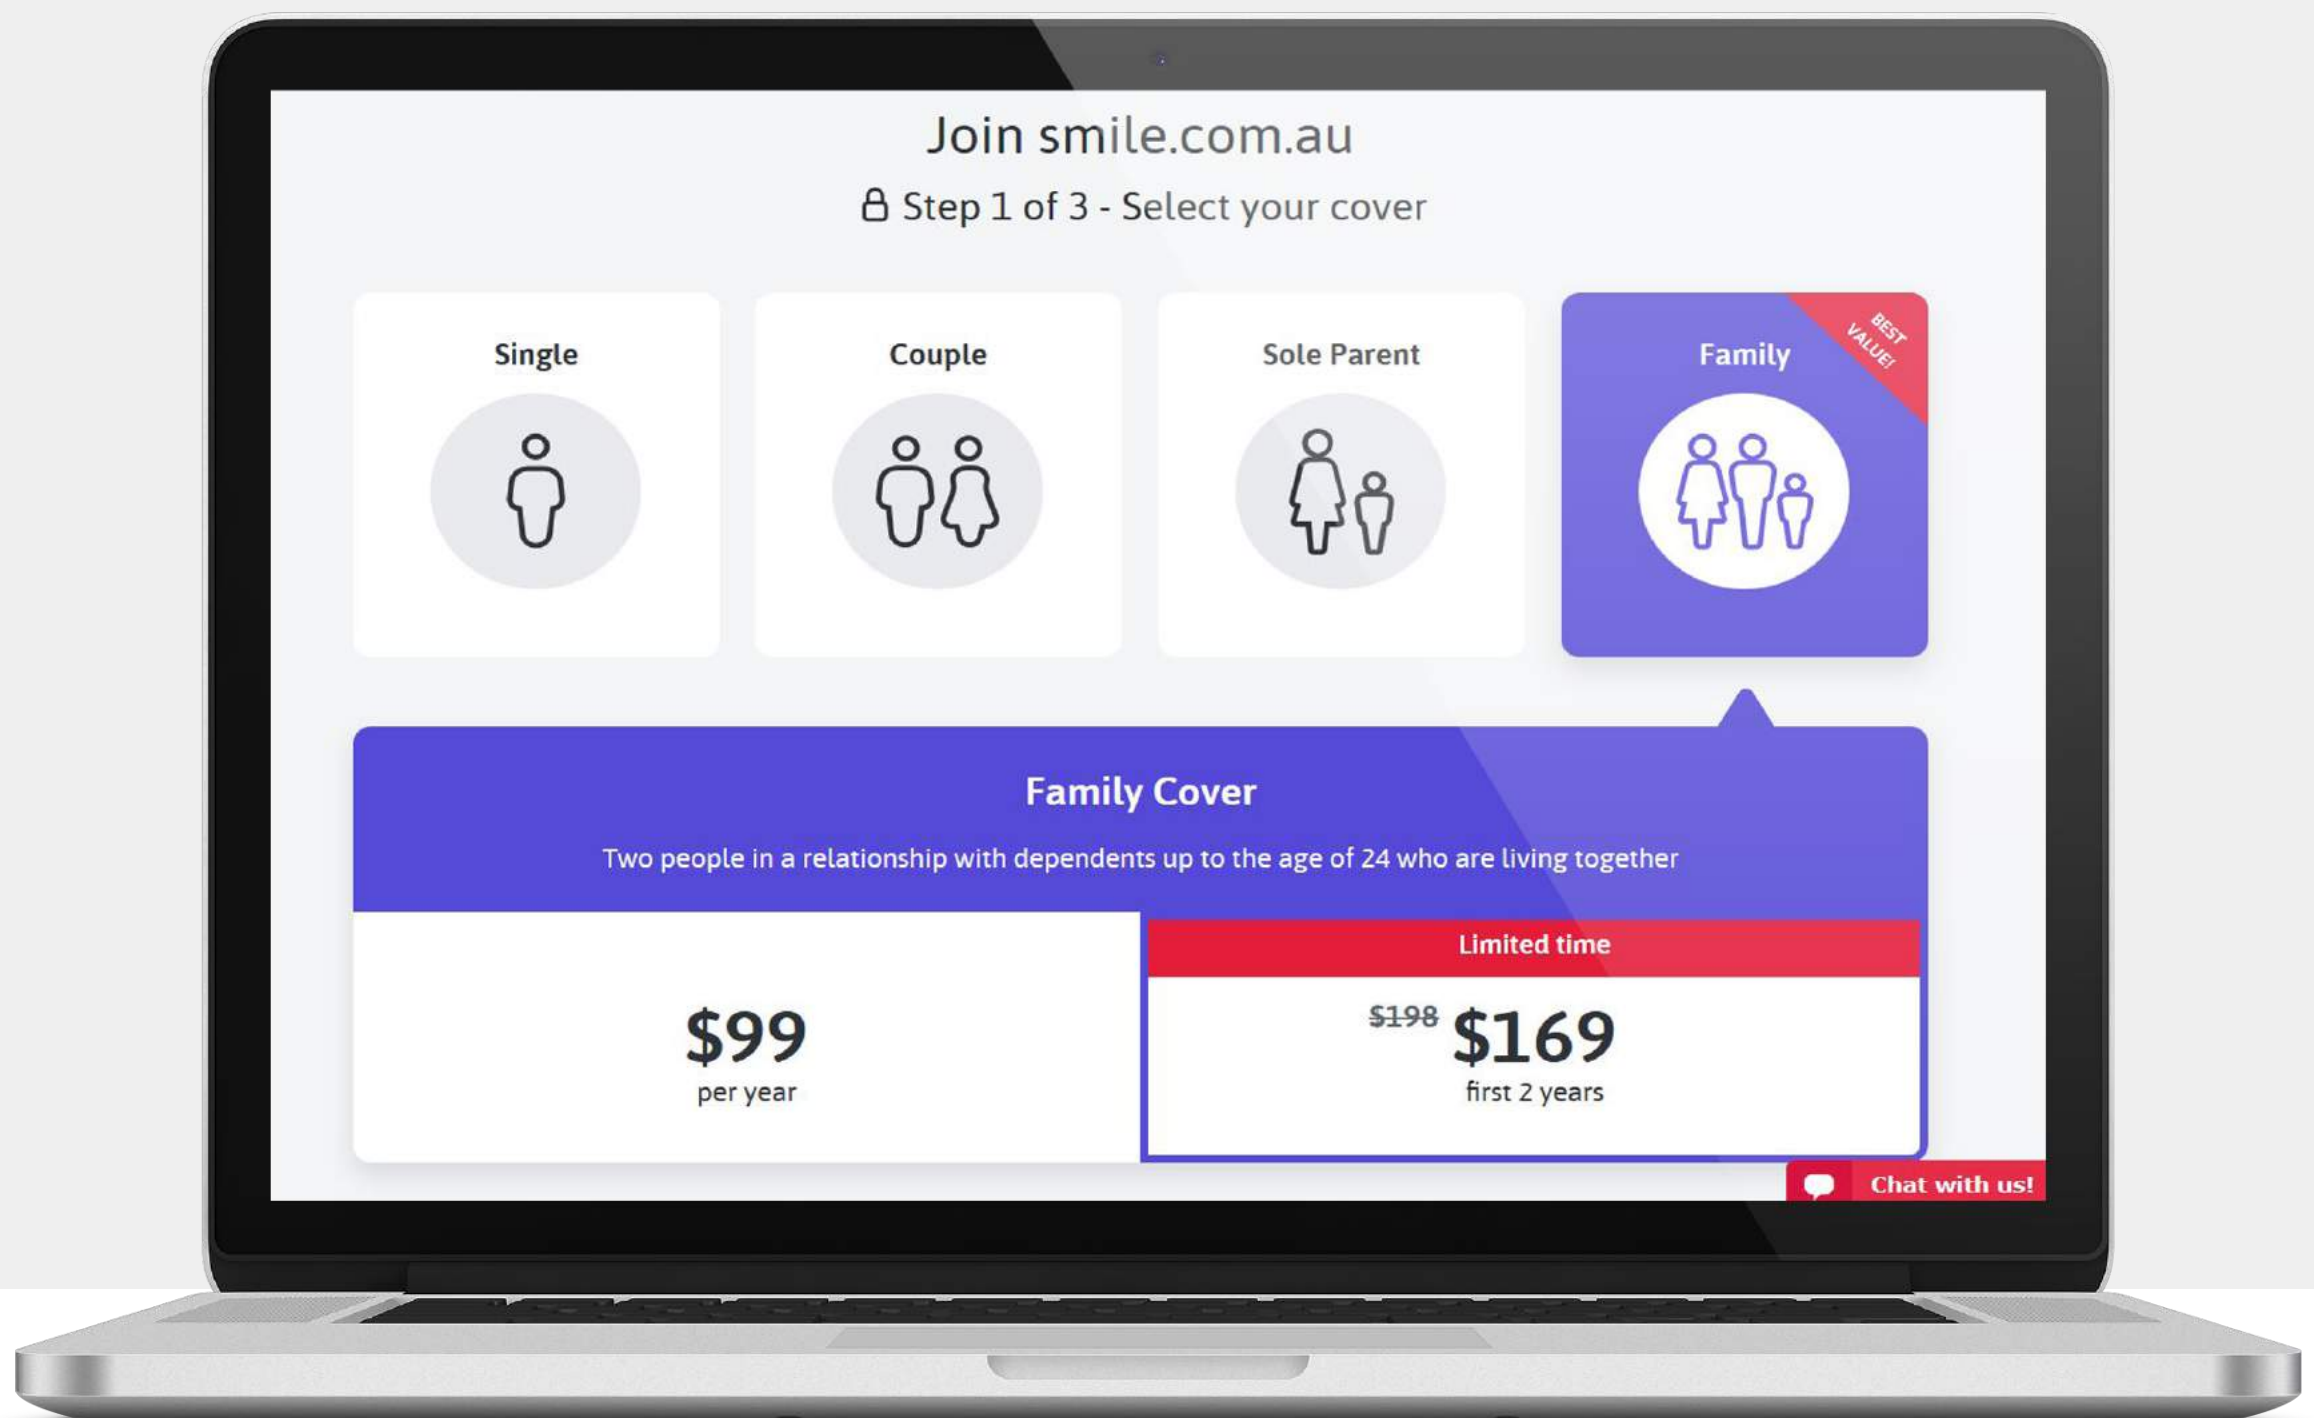 Join smile.com.au
Step 1 of 3 - Select your cover
Single
Couple
Sole Parent
Family
BEST
VALUE!
Family Cover
Two people in a relationship with dependents up to the age of 24 who are living together
Limited time
$99
$198 $169
per year
first 2 years
Chat with us!